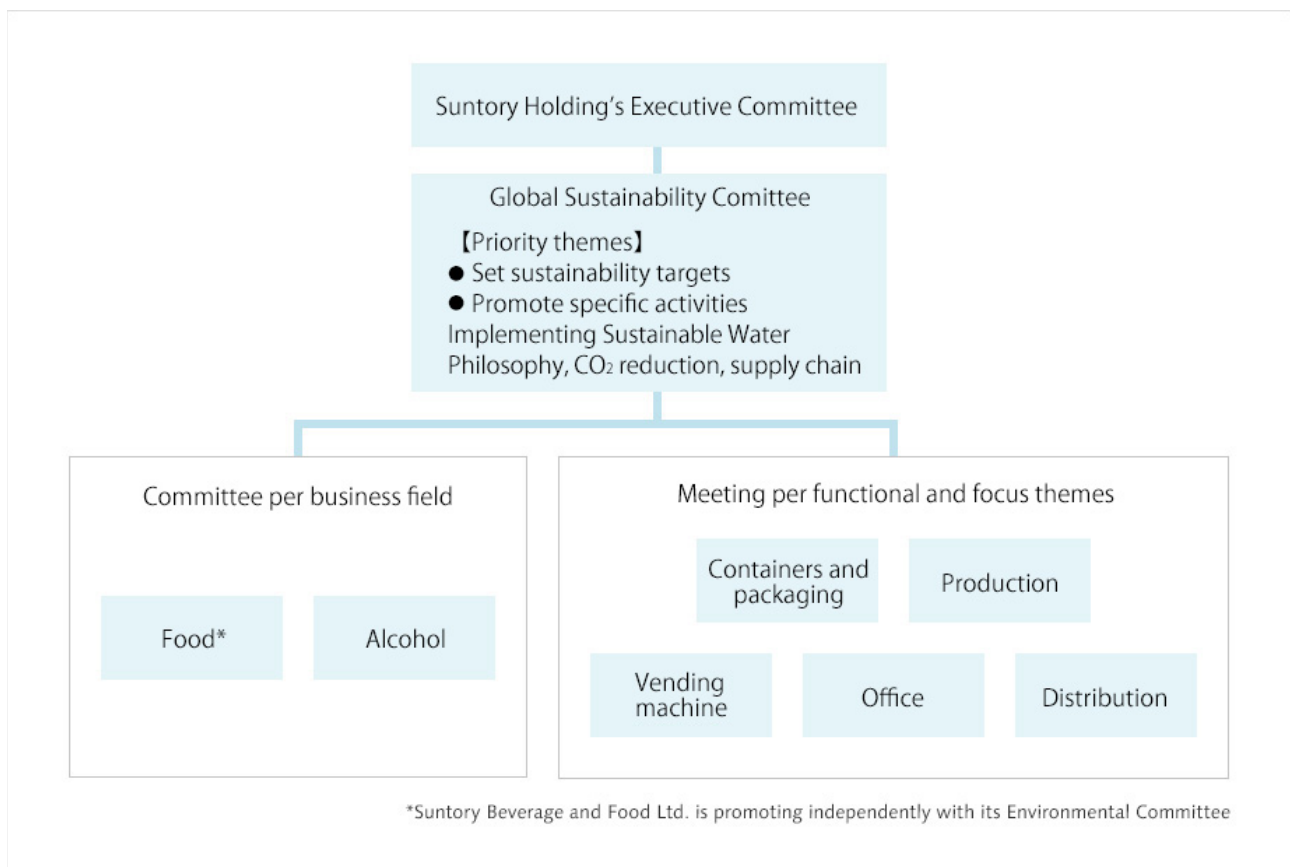 Suntory Holding's Executive Committee
Global Sustainability Comittee
【Priority themes】
● Set sustainability targets
● Promote specific activities
Implementing Sustainable Water
Philosophy, CO₂ reduction, supply chain
Committee per business field
Food*
Alcohol
Meeting per functional and focus themes
Containers and
packaging
Production
Vending
machine
Office
Distribution
*Suntory Beverage and Food Ltd. is promoting independently with its Environmental Committee